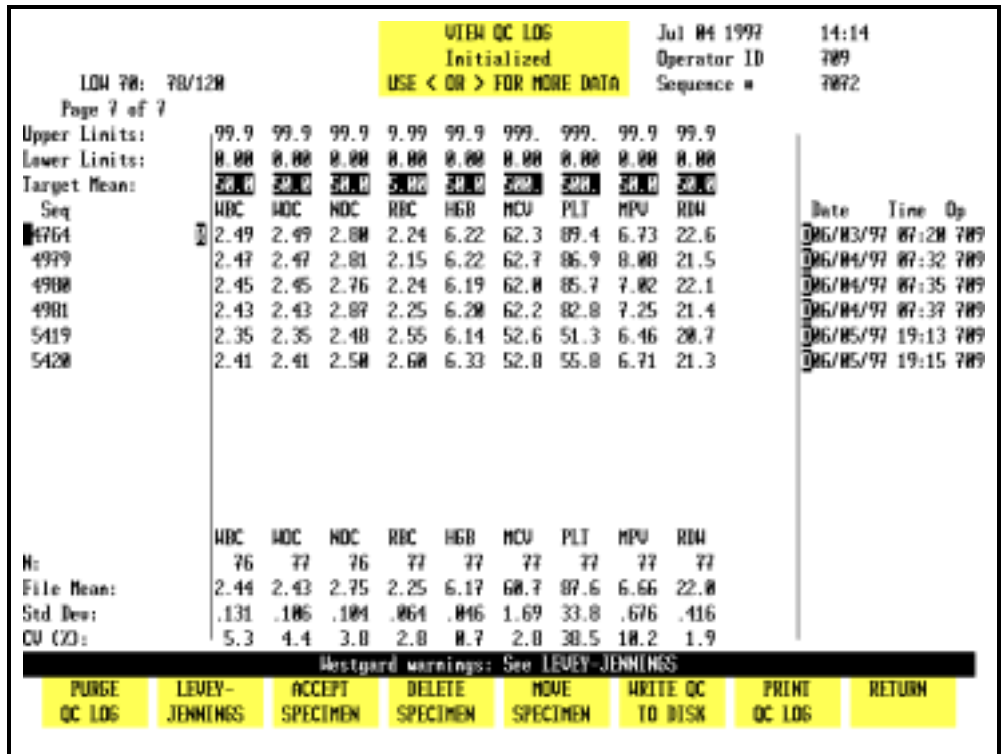 VIEW QC LOG Jul 04 1997 14:14
Initialized Operator ID 709
LOW 70: 78/120 USE < OR > FOR MORE DATA Sequence # 7072
Page 7 of 7
Upper Limits: 99.9 99.9 99.9 9.99 99.9 999. 999. 99.9 99.9
Lower Limits: 0.00 0.00 0.00 0.00 0.00 0.00 0.00 0.00 0.00
Target Mean: 50.0 50.0 50.0 5.00 50.0 500. 500. 50.0 50.0
Seq WBC WOC NOC RBC HGB MCV PLT MPV RDW Date Time Op
4764 D 2.49 2.49 2.80 2.24 6.22 62.3 89.4 6.73 22.6 06/03/97 07:20 709
4979 2.47 2.47 2.81 2.15 6.22 62.7 86.9 8.08 21.5 06/04/97 07:32 709
4980 2.45 2.45 2.76 2.24 6.19 62.0 85.7 7.02 22.1 06/04/97 07:35 709
4981 2.43 2.43 2.87 2.25 6.20 62.2 82.8 7.25 21.4 06/04/97 07:37 709
5419 2.35 2.35 2.48 2.55 6.14 52.6 51.3 6.46 20.7 06/05/97 19:13 709
5420 2.41 2.41 2.50 2.60 6.33 52.8 55.8 6.71 21.3 06/05/97 19:15 709
WBC WOC NOC RBC HGB MCV PLT MPV RDW
N: 76 77 76 77 77 77 77 77 77
File Mean: 2.44 2.43 2.75 2.25 6.17 60.7 87.6 6.66 22.0
Std Dev: .131 .106 .104 .064 .046 1.69 33.8 .676 .416
CV (%): 5.3 4.4 3.8 2.8 0.7 2.8 38.5 10.2 1.9
Westgard warnings: See LEVEY-JENNINGS
PURGE LEVEY- ACCEPT DELETE MOVE WRITE QC PRINT RETURN
QC LOG JENNINGS SPECIMEN SPECIMEN SPECIMEN TO DISK QC LOG